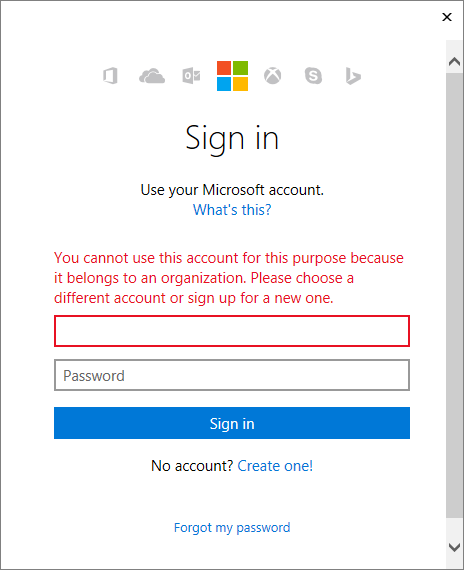 Sign in
Use your Microsoft account.
What's this?
You cannot use this account for this purpose because
it belongs to an organization. Please choose a
different account or sign up for a new one.
Password
Sign in
No account? Create one!
Forgot my password